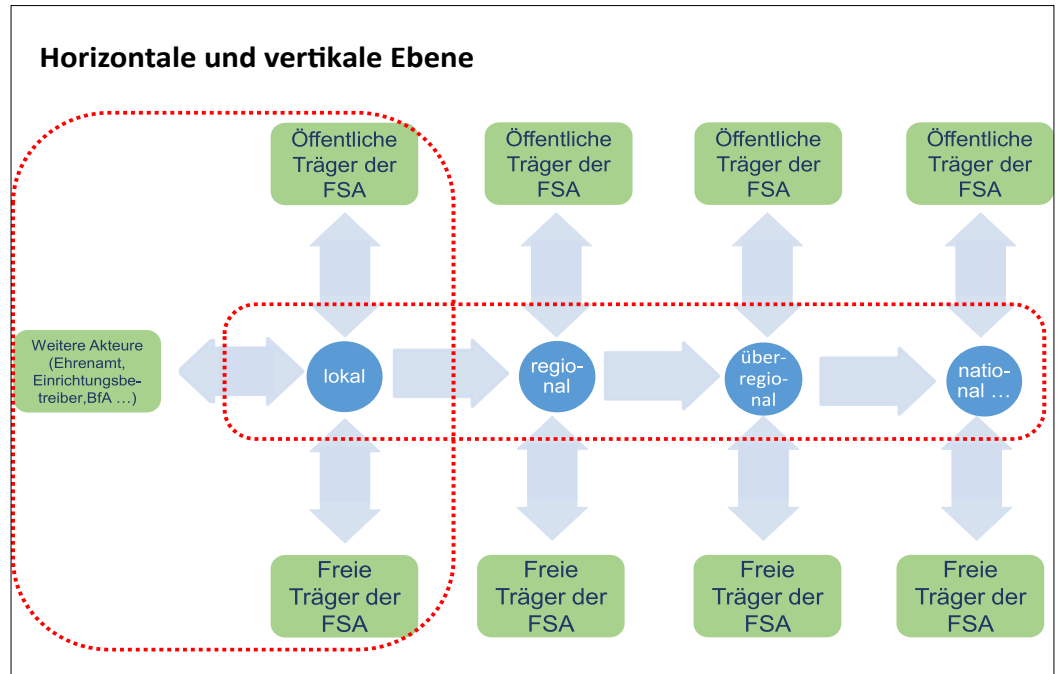 Horizontale und vertikale Ebene
Öffentliche
Träger der
FSA
Öffentliche
Träger der
FSA
Öffentliche
Träger der
FSA
Öffentliche
Träger der
FSA
Weitere Akteure
(Ehrenamt,
Einrichtungsbe-
treiber,BfA ...)
lokal
regio-
nal
über-
regio-
nal
natio-
nal ...
Freie
Träger der
FSA
Freie
Träger der
FSA
Freie
Träger der
FSA
Freie
Träger der
FSA